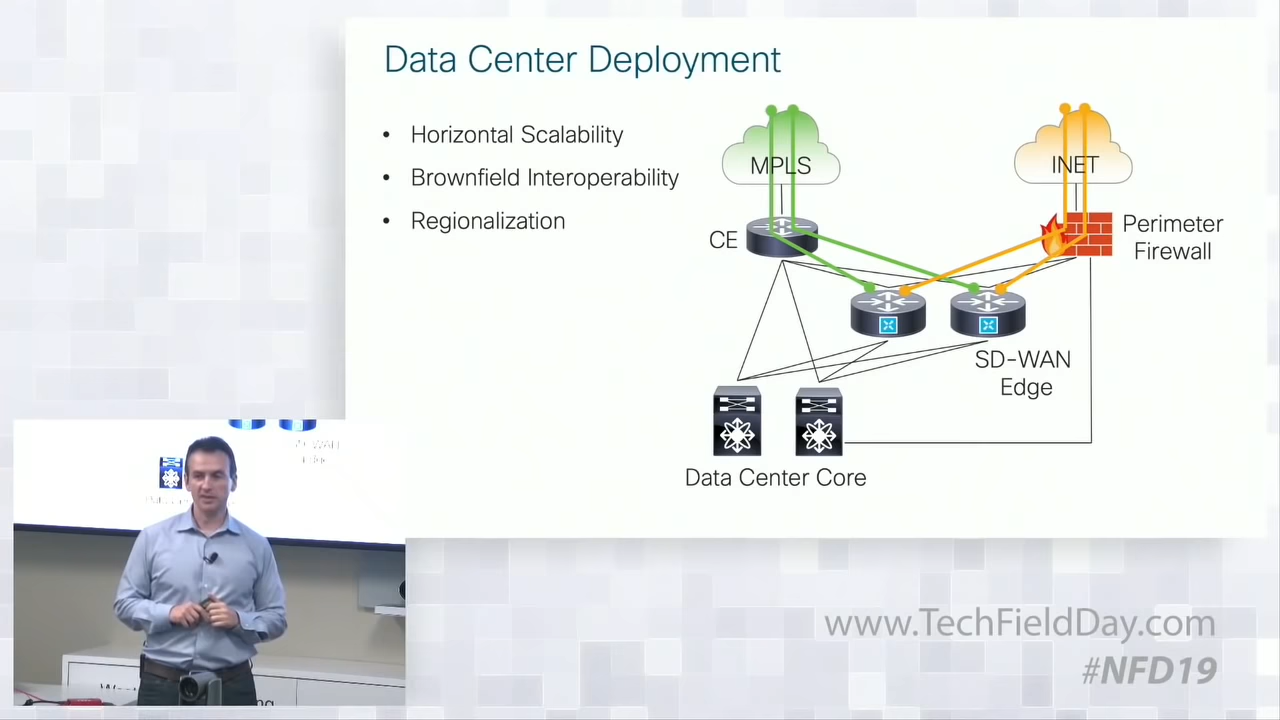 Data Center Deployment
• Horizontal Scalability
• Brownfield Interoperability
• Regionalization
MPLS
INET
CE
Perimeter
Firewall
SD-WAN
Edge
Data Center Core
www.TechFieldDay.com
#NFD19